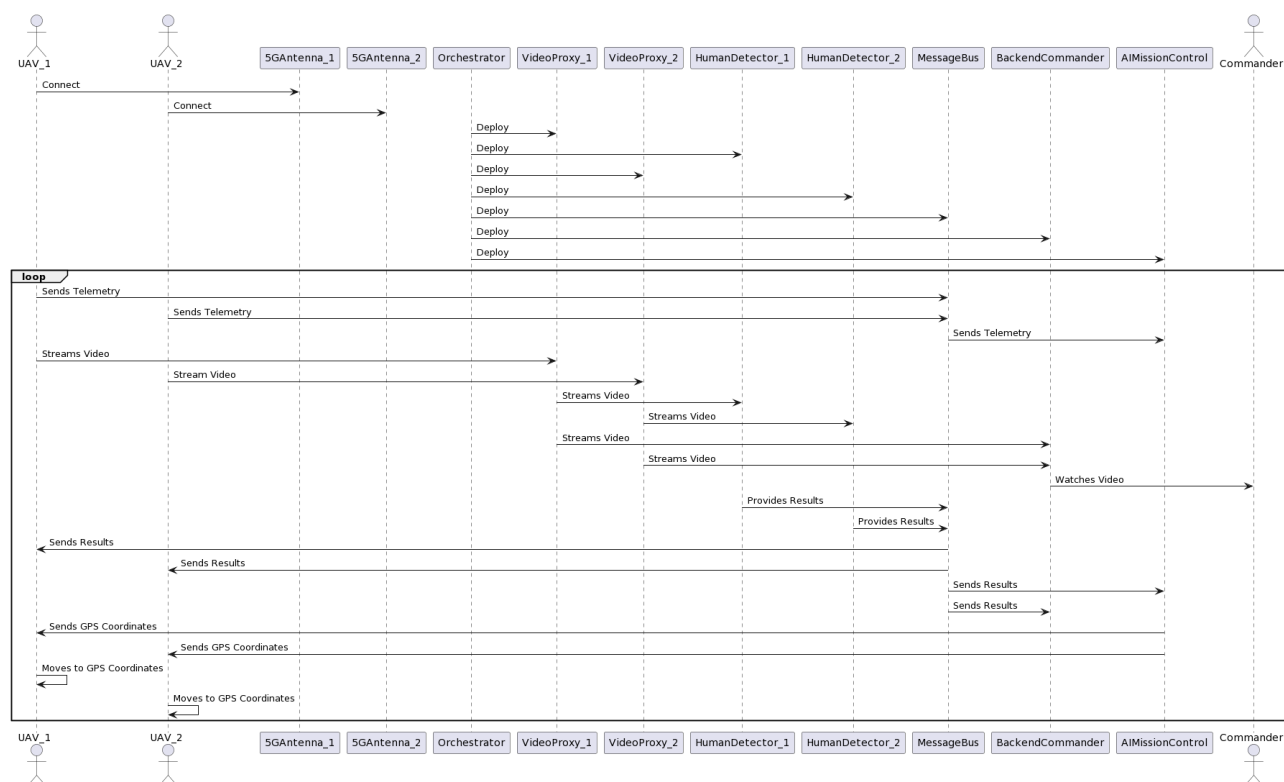 UAV_1
UAV_2
5GAntenna_1
5GAntenna_2
Orchestrator
VideoProxy_1
VideoProxy_2
HumanDetector_1
HumanDetector_2
MessageBus
BackendCommander
AIMissionControl
Commander
Connect
Connect
Deploy
Deploy
Deploy
Deploy
Deploy
Deploy
Deploy
loop
Sends Telemetry
Sends Telemetry
Sends Telemetry
Streams Video
Stream Video
Streams Video
Streams Video
Streams Video
Streams Video
Watches Video
Provides Results
Provides Results
Sends Results
Sends Results
Sends Results
Sends Results
Sends GPS Coordinates
Sends GPS Coordinates
Moves to GPS Coordinates
Moves to GPS Coordinates
UAV_1
UAV_2
5GAntenna_1
5GAntenna_2
Orchestrator
VideoProxy_1
VideoProxy_2
HumanDetector_1
HumanDetector_2
MessageBus
BackendCommander
AIMissionControl
Commander